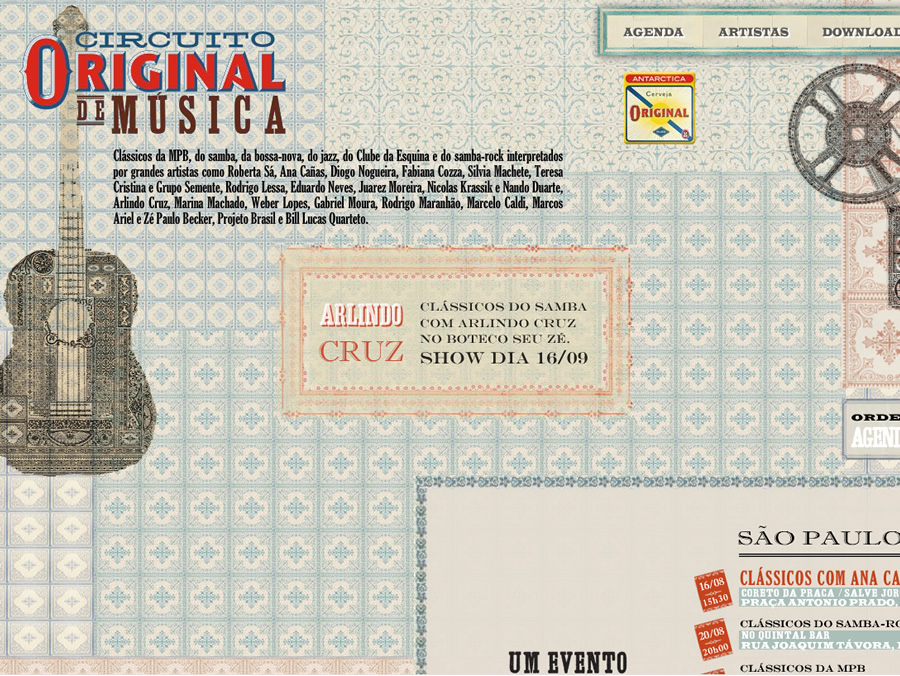 CIRCUITO
ORIGINAL
DE MÚSICA
AGENDA
ARTISTAS
DOWNLOAD
ANTARCTICA
Cerveja
ORIGINAL
Clássicos da MPB, do samba, da bossa-nova, do jazz, do Clube da Esquina e do samba-rock interpretados
por grandes artistas como Roberta Sá, Ana Cañas, Diogo Nogueira, Fabiana Cozza, Silvia Machete, Teresa
Cristina e Grupo Semente, Rodrigo Lessa, Eduardo Neves, Juarez Moreira, Nicolas Krassik e Nando Duarte,
Arlindo Cruz, Marina Machado, Weber Lopes, Gabriel Moura, Rodrigo Maranhão, Marcelo Caldi, Marcos
Ariel e Zé Paulo Becker, Projeto Brasil e Bill Lucas Quarteto.
ARLINDO
CRUZ
CLÁSSICOS DO SAMBA
COM ARLINDO CRUZ
NO BOTECO SEU ZÉ.
SHOW DIA 16/09
ORDE
AGEN
SÃO PAULO
16/08
15h30
CLÁSSICOS COM ANA CA
CORETO DA PRAÇA / SALVE JOR
PRAÇA ANTONIO PRADO,
20/08
20h00
CLÁSSICOS DO SAMBA-RO
NO QUINTAL BAR
RUA JOAQUIM TÁVORA,
CLÁSSICOS DA MPB
UM EVENTO